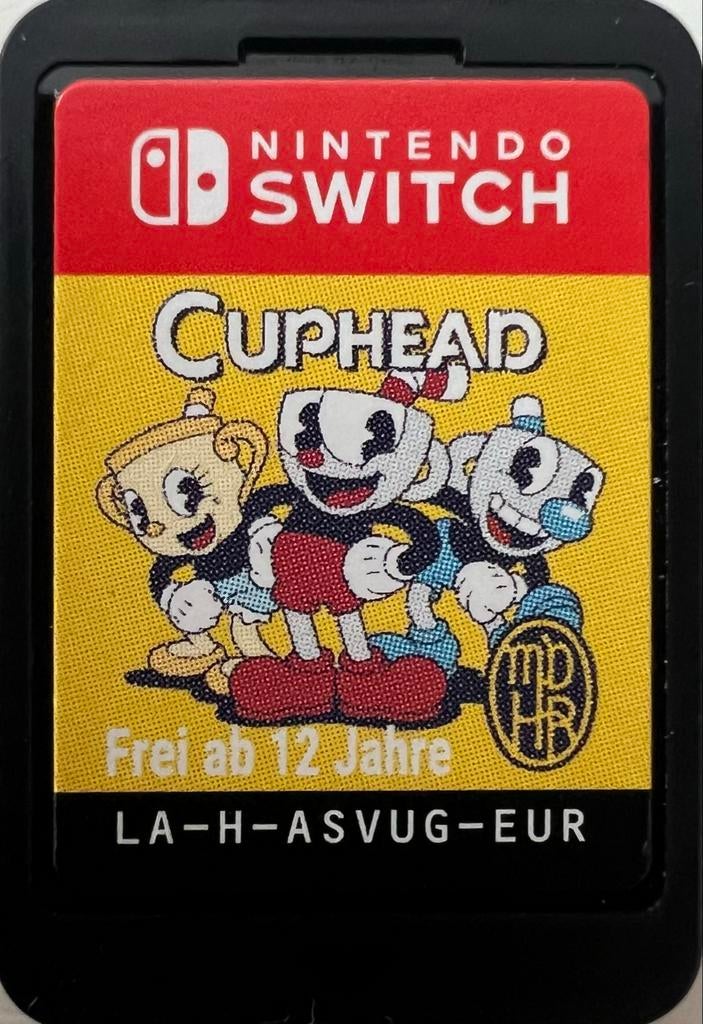 NINTENDO
SWITCH
CUPHEAD
MDHR
Frei ab 12 Jahre
LA-H-ASVUG-EUR